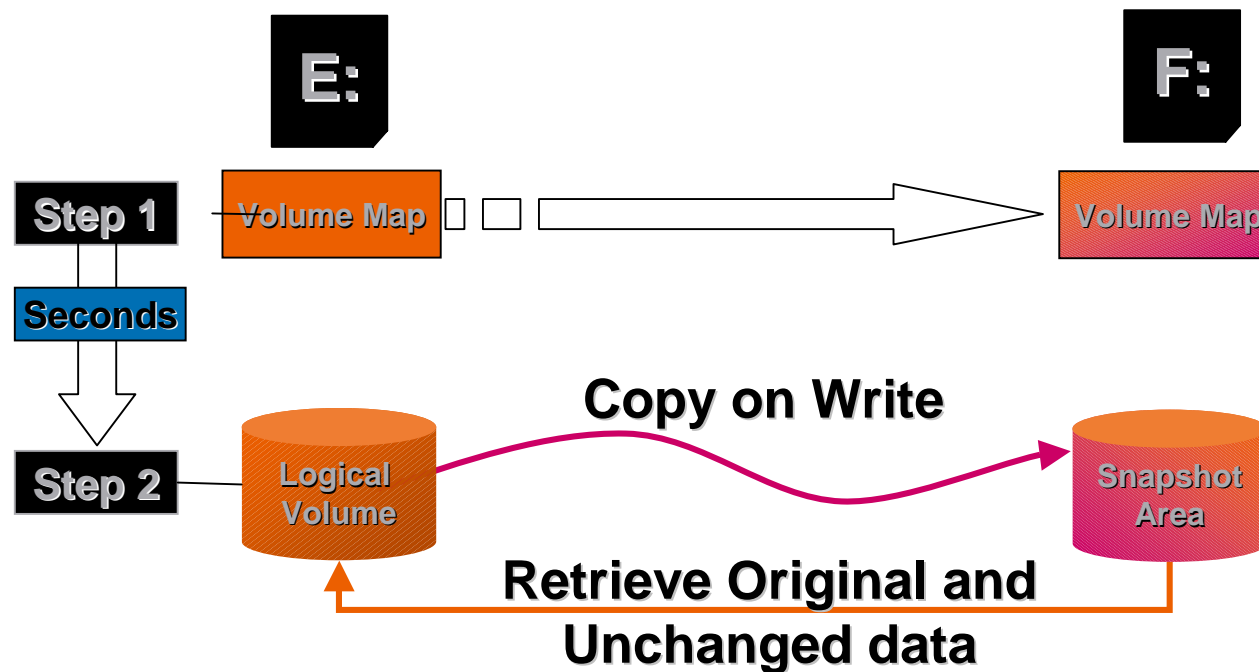 E:
F:
Step 1
Volume Map
Volume Map
Seconds
Copy on Write
Step 2
Logical
Volume
Snapshot
Area
Retrieve Original and
Unchanged data